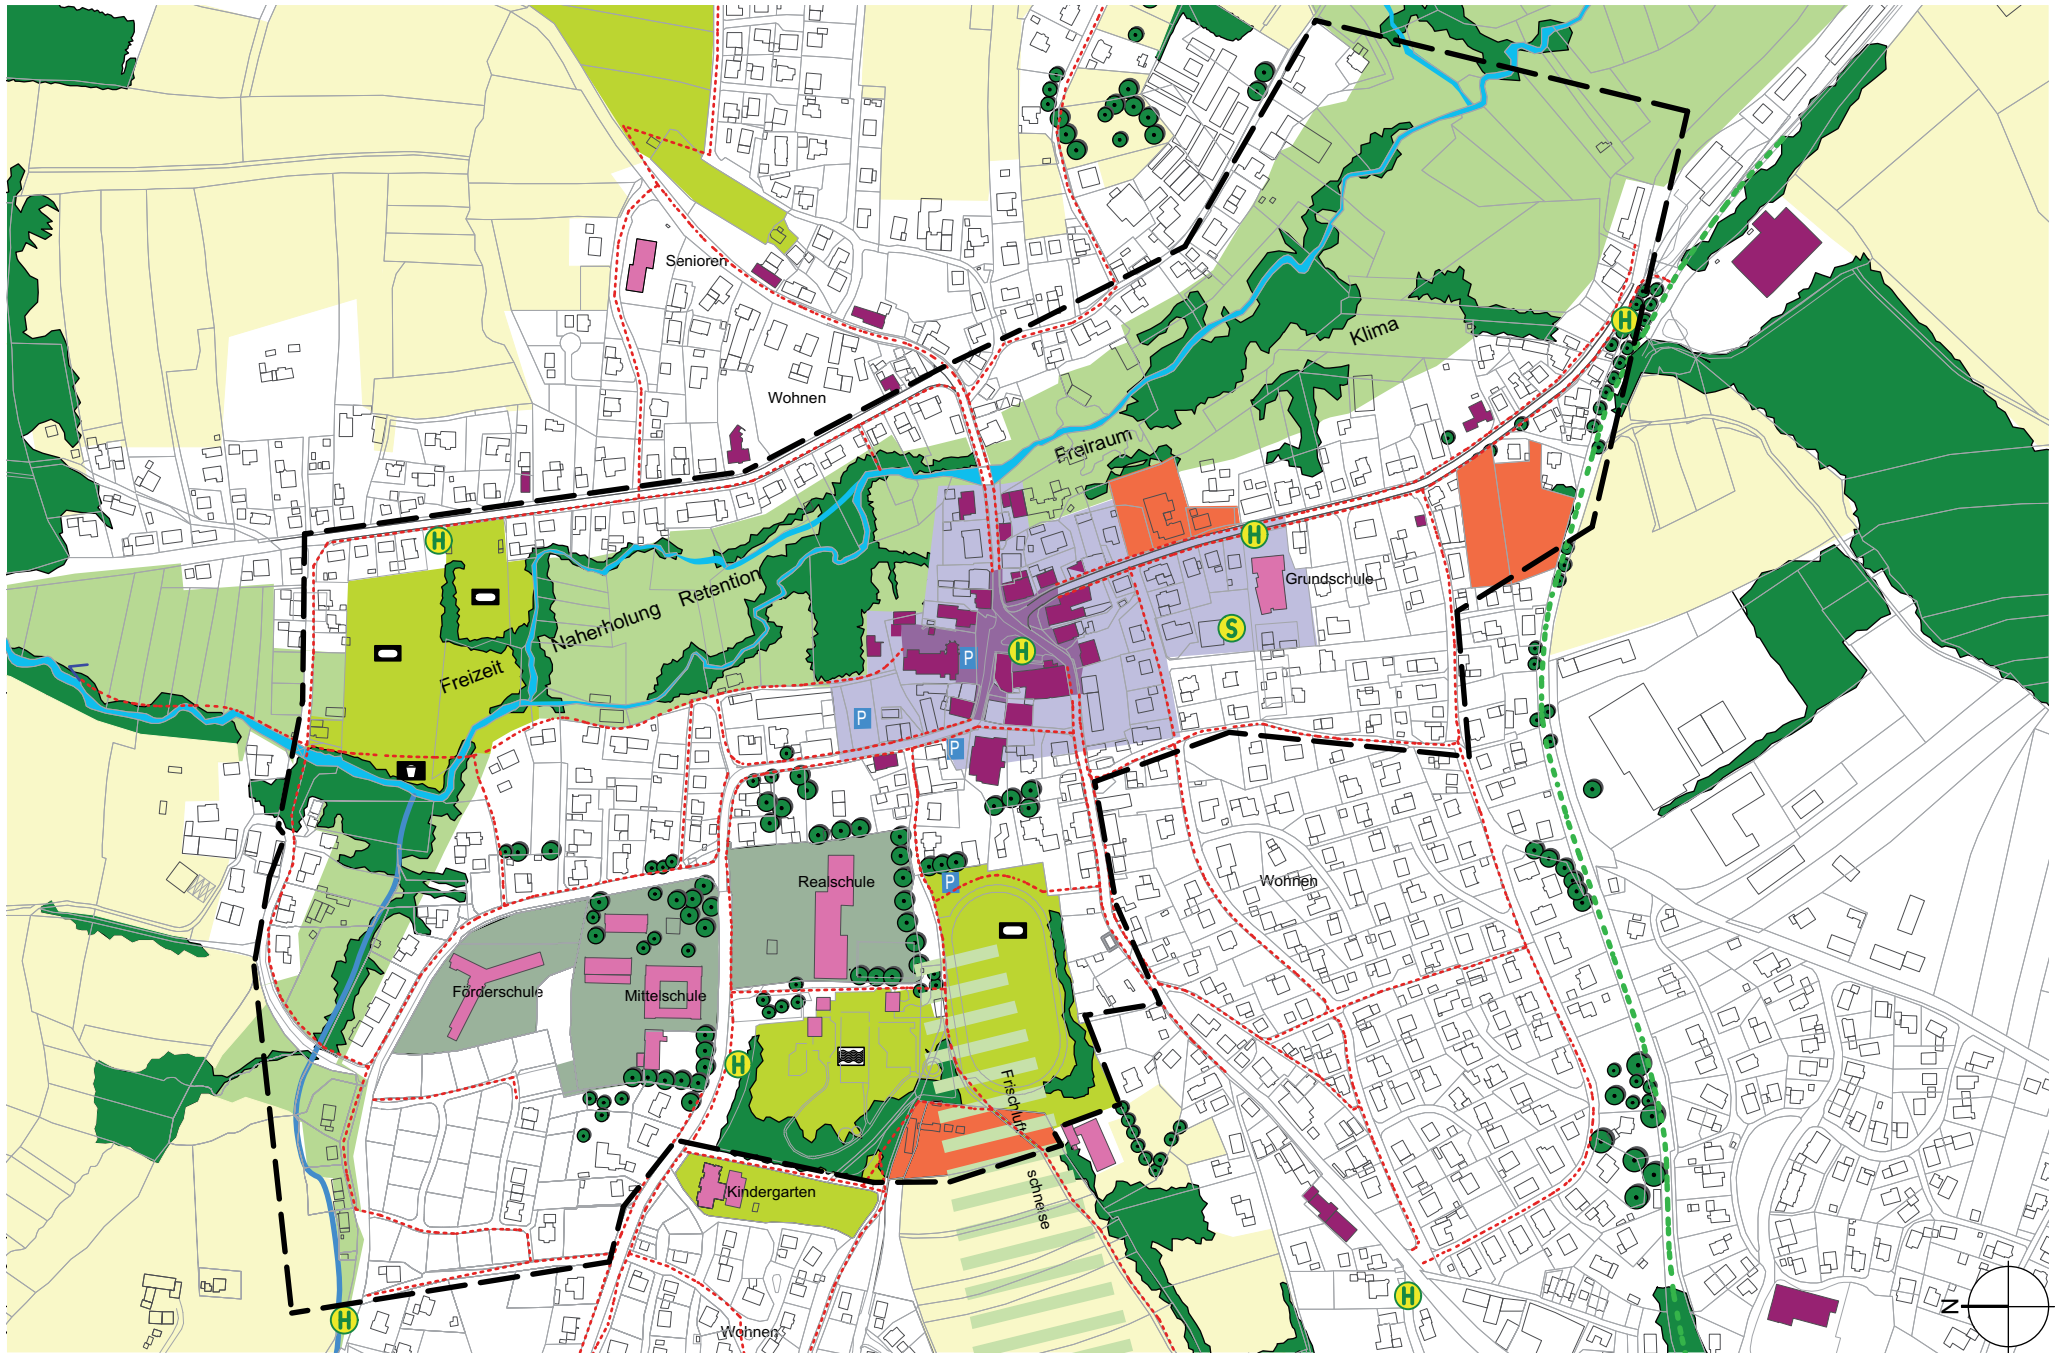 Senioren
Klima
Wohnen
Freiraum
H
H
H
Grundschule
Retention
Naherholung
S
H
P
Freizeit
P
P
Realschule
Wohnen
P
Förderschule
Mittelschule
H
Frischluft-
schneise
Kindergarten
H
H
Wohnen
N